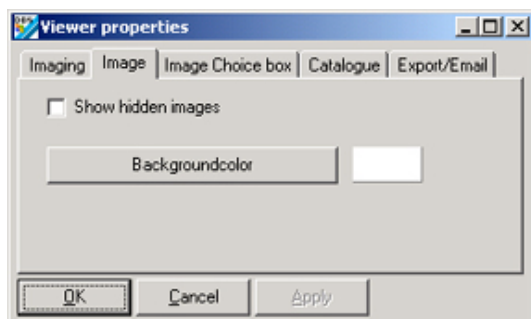 Viewer properties
Imaging Image Image Choice box Catalogue Export/Email
Show hidden images
Backgroundcolor
OK Cancel Apply